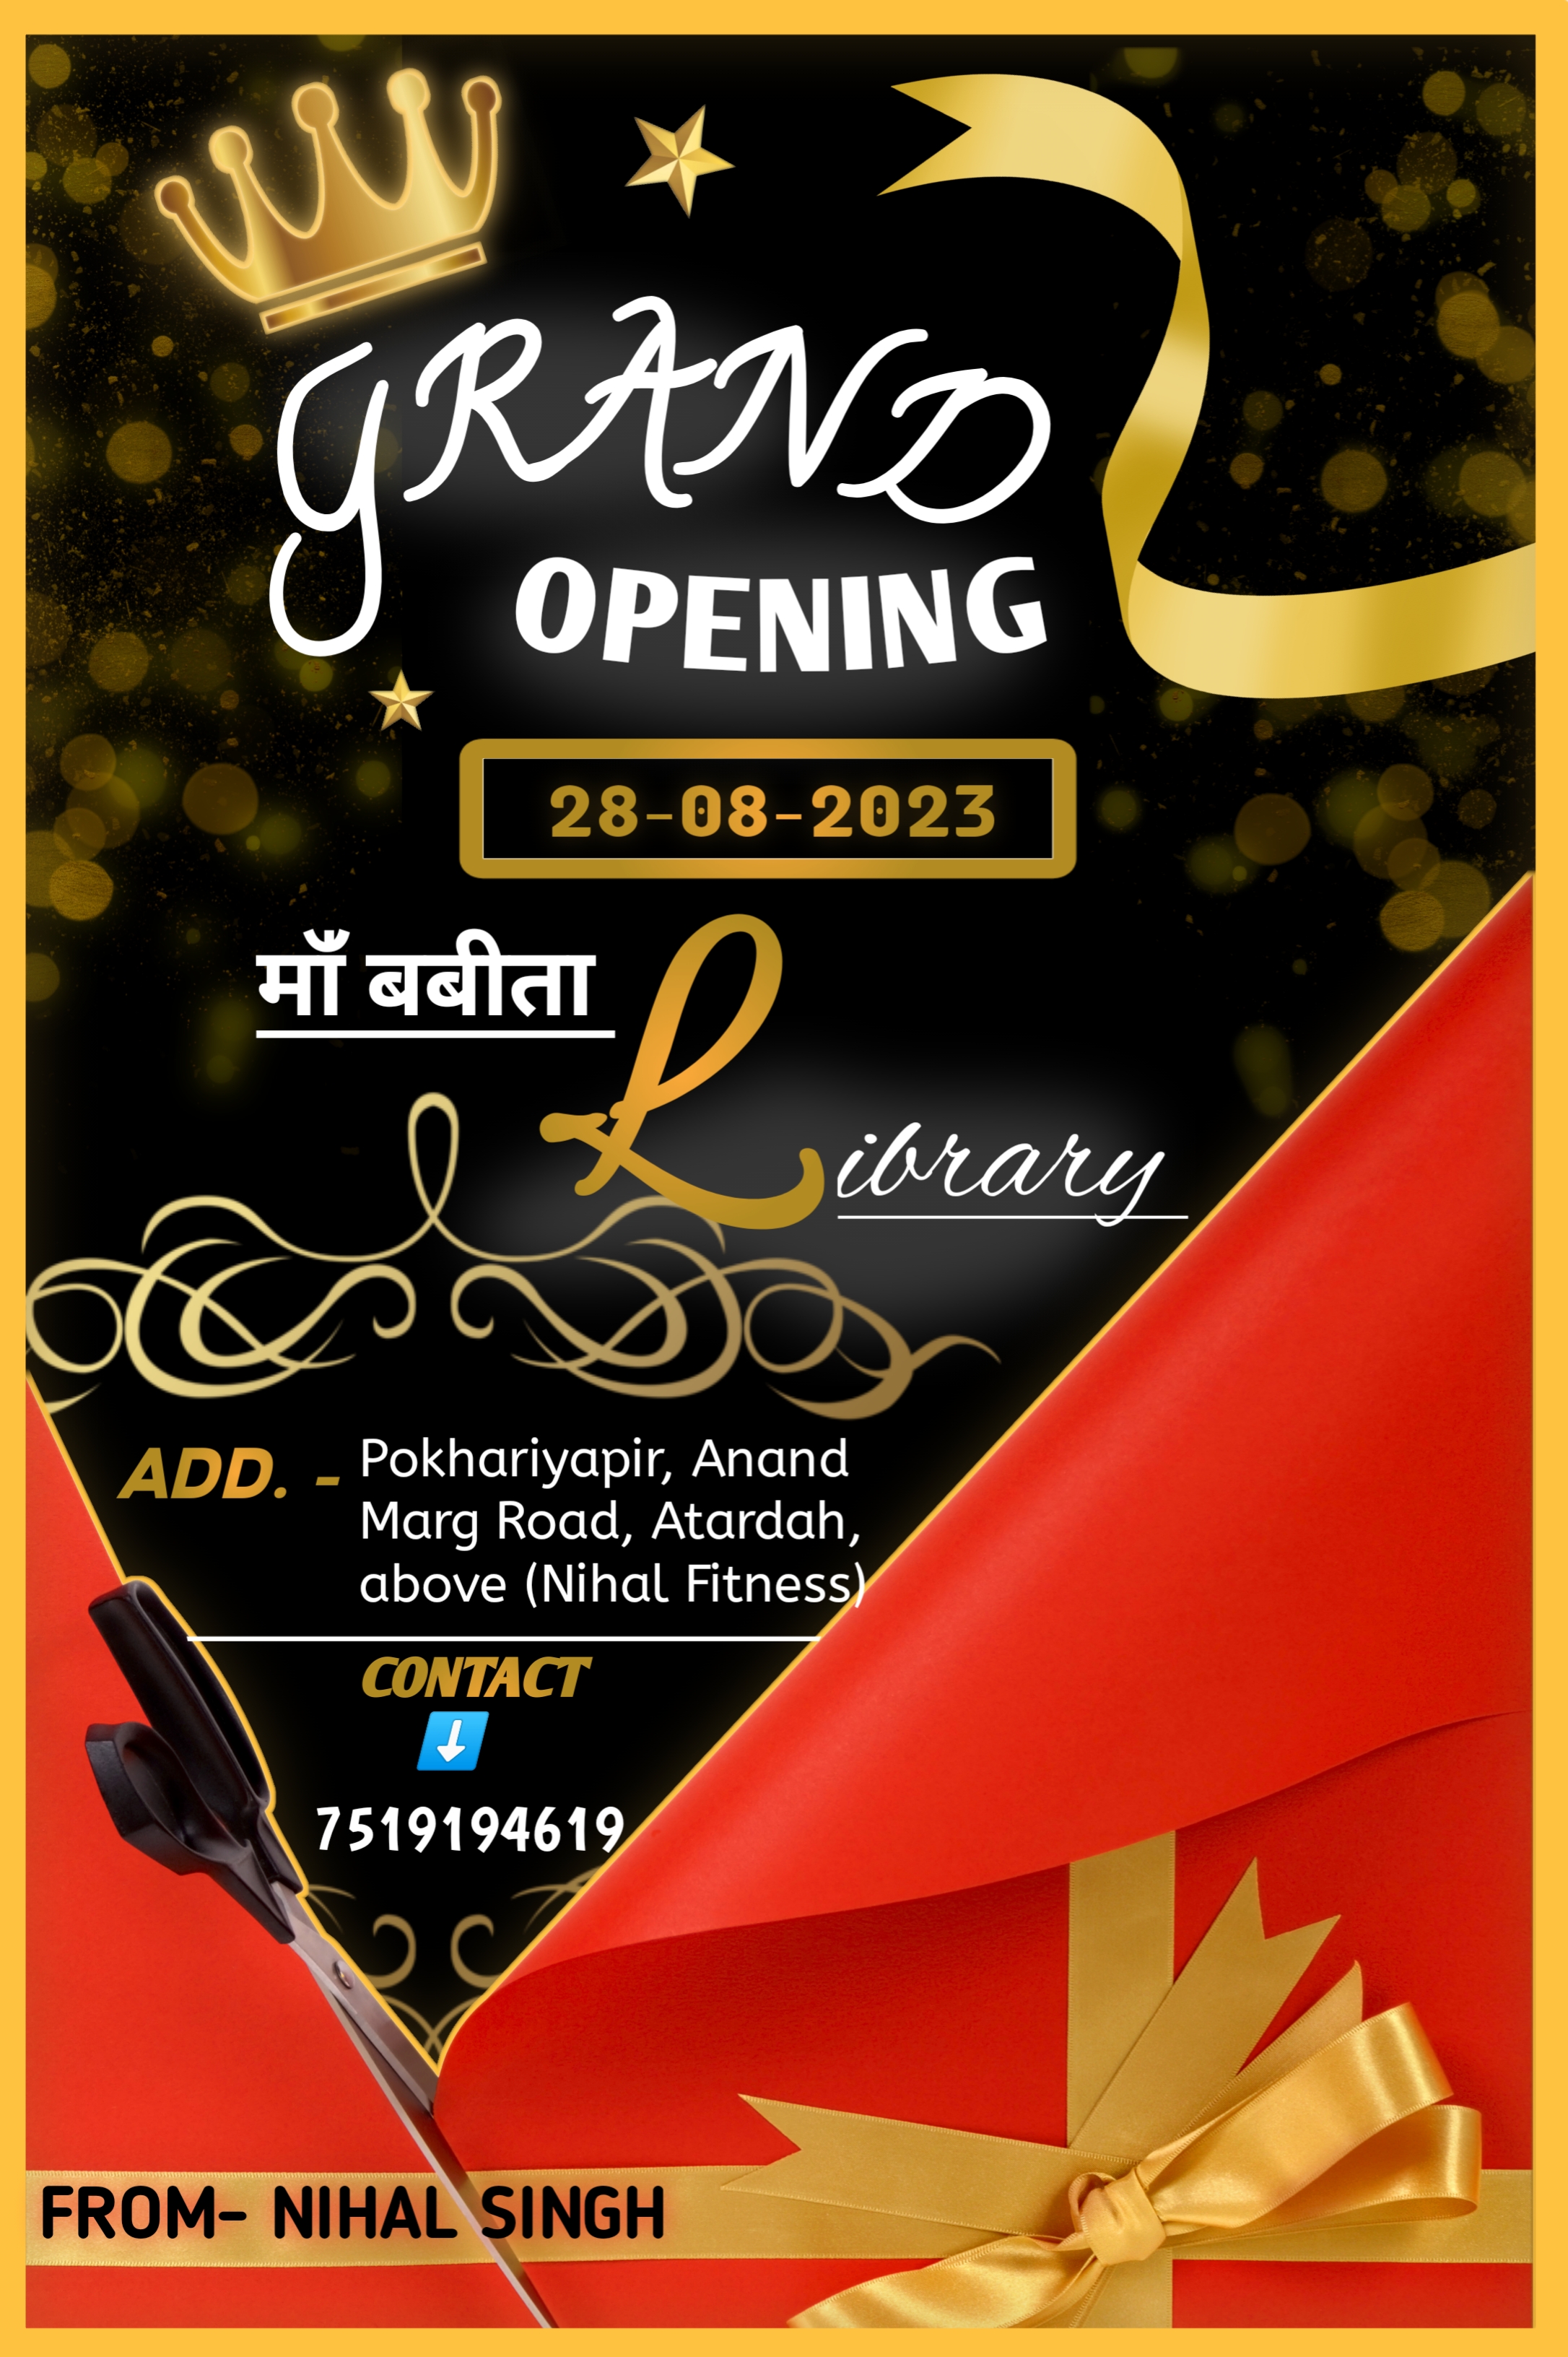 GRAND
OPENING
28-08-2023
माँ बबीता
Library
ADD. - Pokhariyapir, Anand
Marg Road, Atardah,
above (Nihal Fitness)
CONTACT
⬇️
7519194619
FROM- NIHAL SINGH